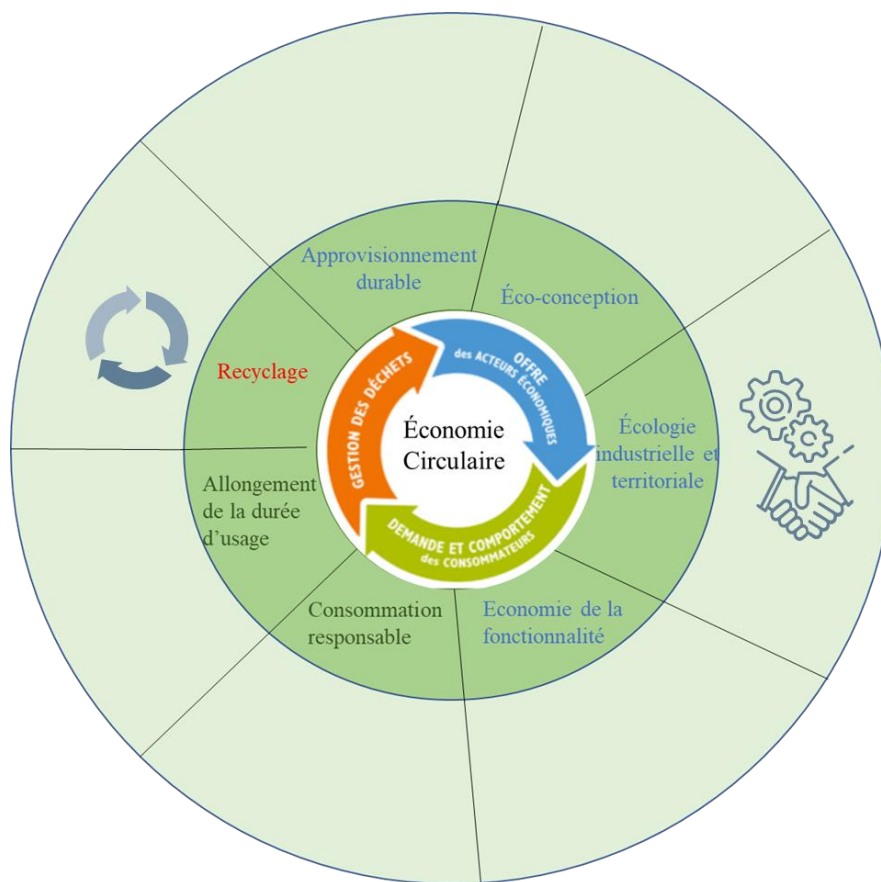 Approvisionnement
durable
Éco-conception
Écologie
industrielle et
territoriale
Economie de la
fonctionnalité
Consommation
responsable
Allongement
de la durée
d’usage
Recyclage
OFFRE
des ACTEURS ÉCONOMIQUES
DEMANDE ET COMPORTEMENT
des CONSOMMATEURS
GESTION DES DÉCHETS
Économie
Circulaire